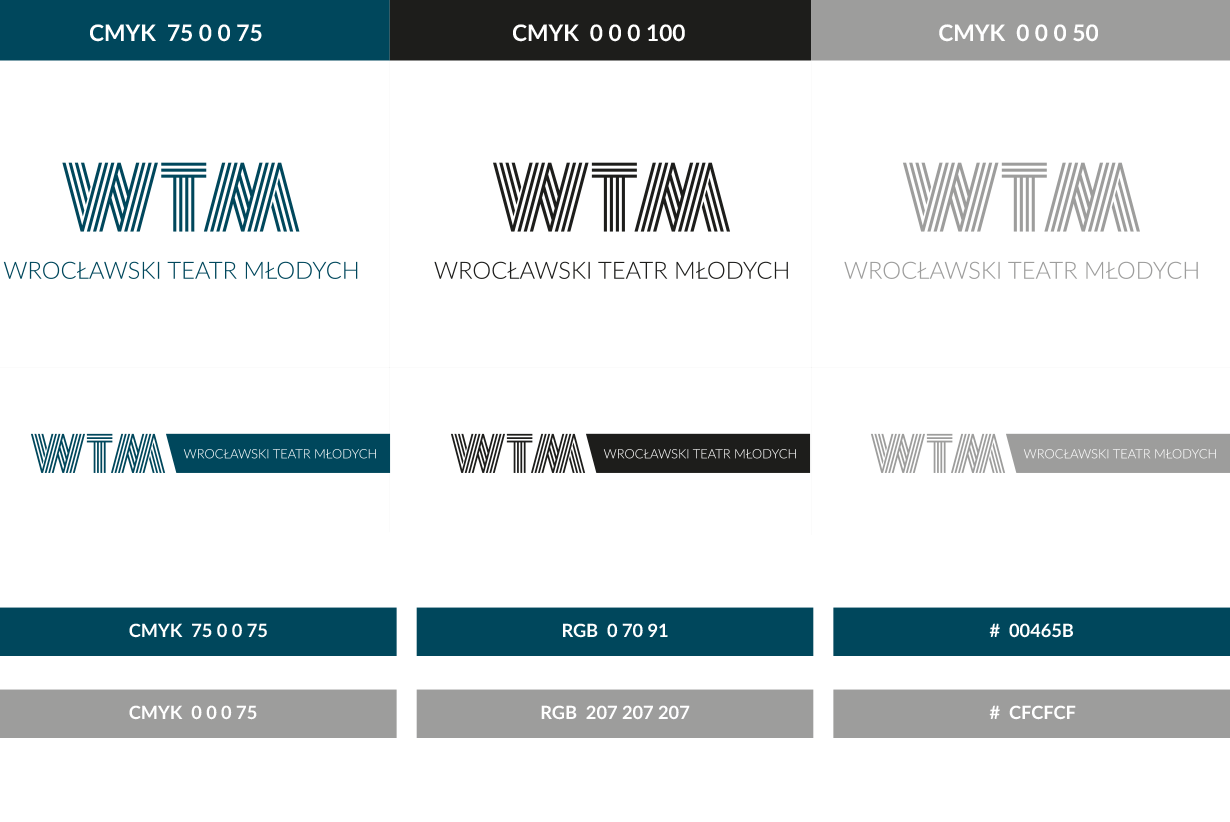 CMYK 75 0 0 75
CMYK 0 0 0 100
CMYK 0 0 0 50
WTM
WROCŁAWSKI TEATR MŁODYCH
WTM
WROCŁAWSKI TEATR MŁODYCH
WTM
WROCŁAWSKI TEATR MŁODYCH
WTM WROCŁAWSKI TEATR MŁODYCH
WTM WROCŁAWSKI TEATR MŁODYCH
WTM WROCŁAWSKI TEATR MŁODYCH
CMYK 75 0 0 75
RGB 0 70 91
# 00465B
CMYK 0 0 0 75
RGB 207 207 207
# CFCFCF